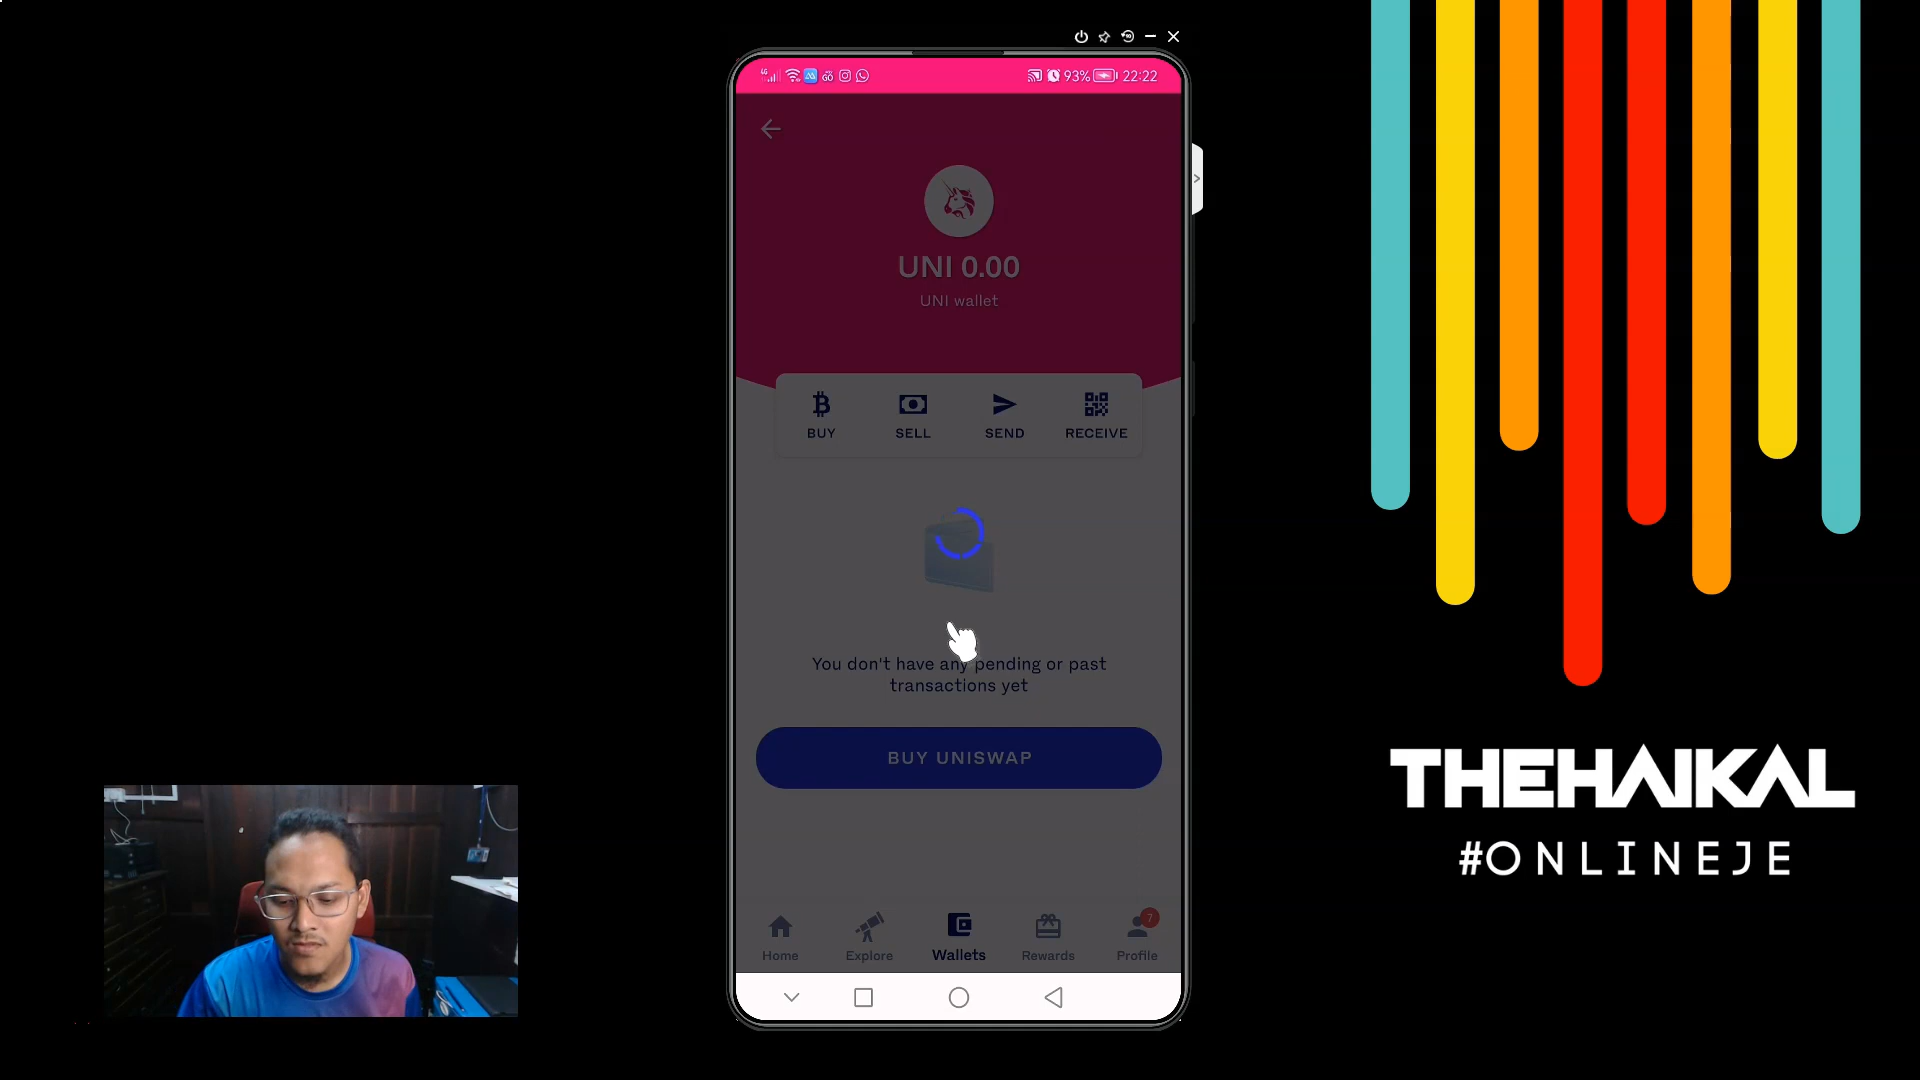 93% 22:22
UNI 0.00
UNI wallet
BUY SELL SEND RECEIVE
You don't have any pending or past
transactions yet
BUY UNISWAP
7
Home Explore Wallets Rewards Profile
THEHAIKAL
#ONLINEJE